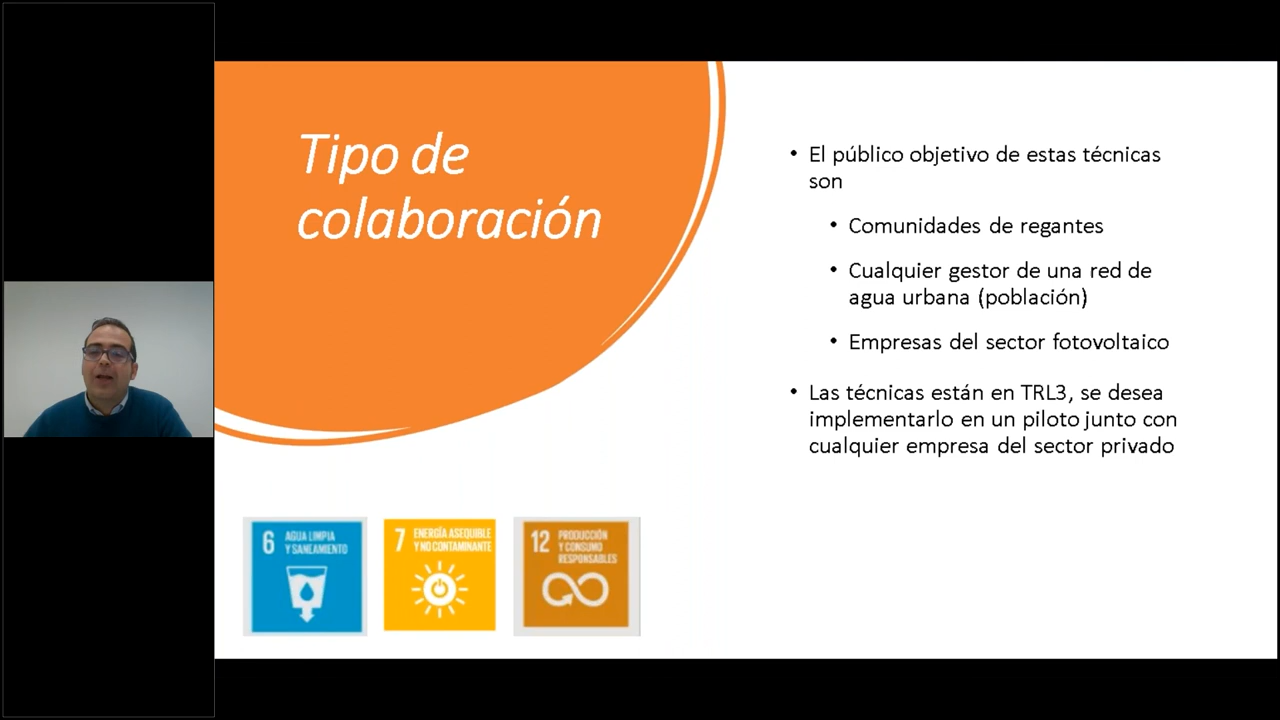 Tipo de
colaboración
• El público objetivo de estas técnicas
son
• Comunidades de regantes
• Cualquier gestor de una red de
agua urbana (población)
• Empresas del sector fotovoltaico
• Las técnicas están en TRL3, se desea
implementarlo en un piloto junto con
cualquier empresa del sector privado
6 AGUA LIMPIA
Y SANEAMIENTO
7 ENERGÍA ASEQUIBLE
Y NO CONTAMINANTE
12 PRODUCCIÓN
Y CONSUMO
RESPONSABLES